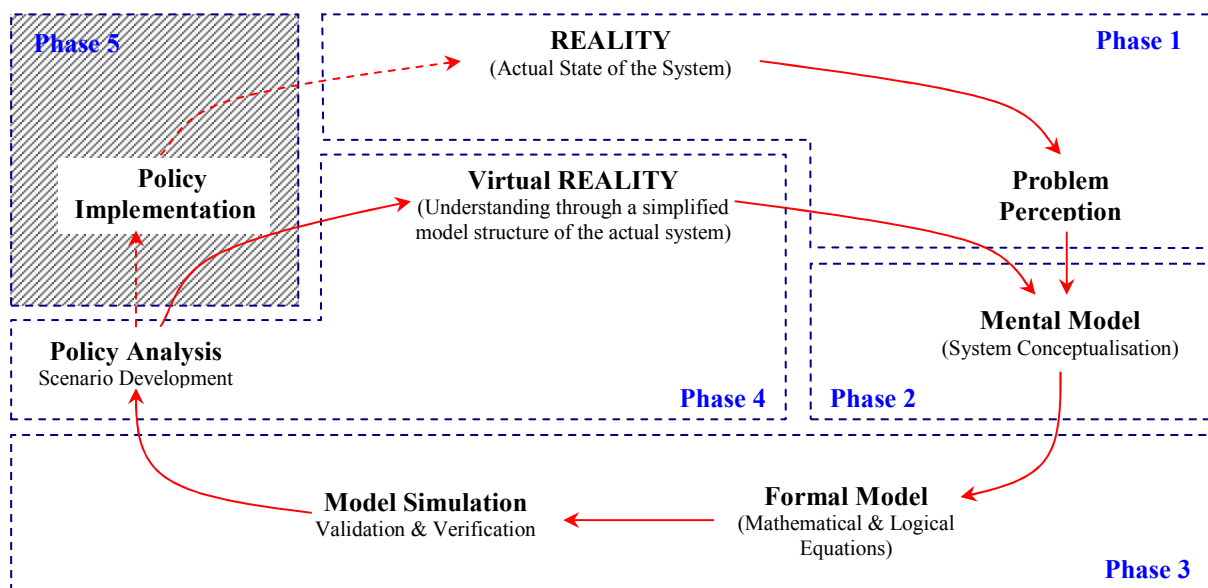 Phase 5
REALITY
(Actual State of the System)
Phase 1
Policy
Implementation
Virtual REALITY
(Understanding through a simplified
model structure of the actual system)
Problem
Perception
Mental Model
(System Conceptualisation)
Policy Analysis
Scenario Development
Phase 4
Phase 2
Model Simulation
Validation & Verification
Formal Model
(Mathematical & Logical
Equations)
Phase 3